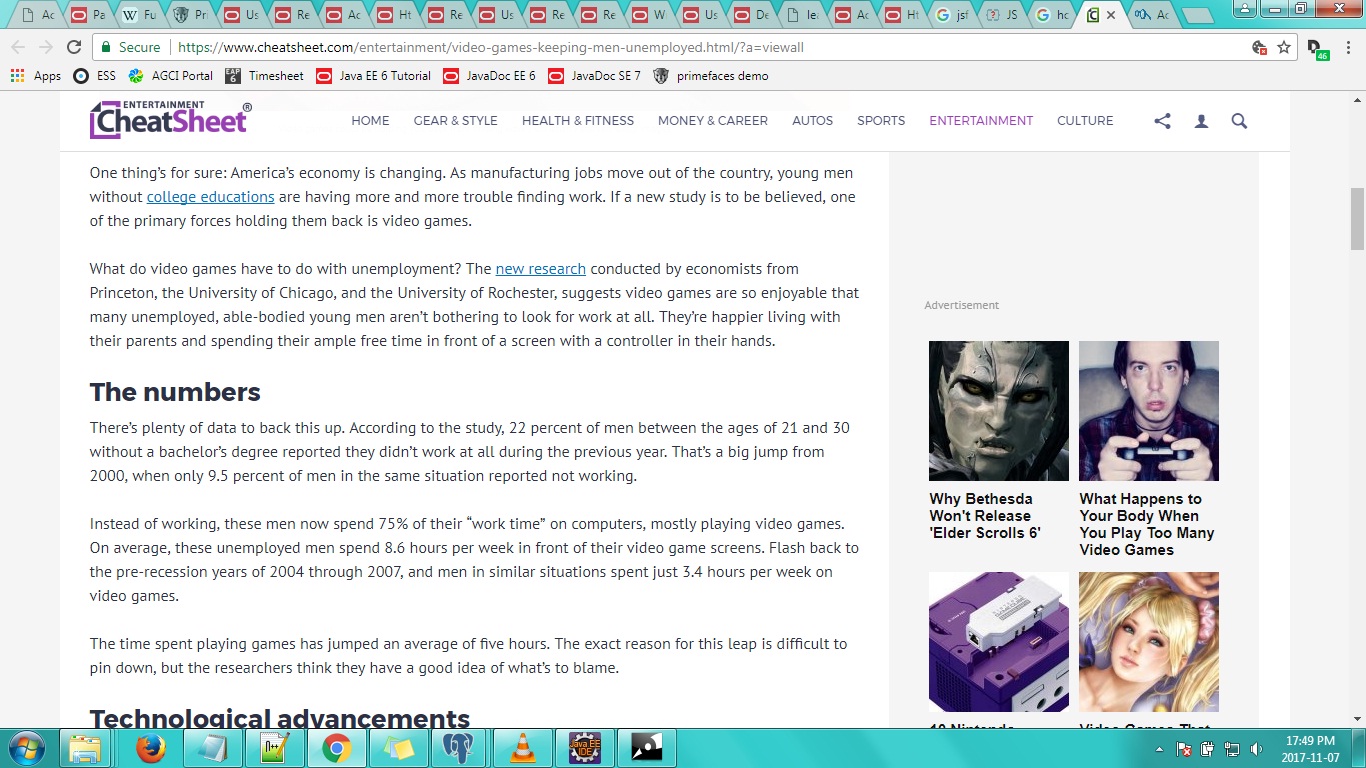 Ac
Pa
Fu
Pri
Us
Re
Ac
Ht
Re
Us
Re
Re
W
Us
De
le
Ac
Ht
jsf
JS
hc
Ac
Secure | https://www.cheatsheet.com/entertainment/video-games-keeping-men-unemployed.html/?a=viewall
46
Apps ESS AGCI Portal EAP 6 Timesheet Java EE 6 Tutorial JavaDoc EE 6 JavaDoc SE 7 primefaces demo
ENTERTAINMENT
CheatSheet®
HOME GEAR & STYLE HEALTH & FITNESS MONEY & CAREER AUTOS SPORTS ENTERTAINMENT CULTURE
One thing’s for sure: America’s economy is changing. As manufacturing jobs move out of the country, young men
without college educations are having more and more trouble finding work. If a new study is to be believed, one
of the primary forces holding them back is video games.
What do video games have to do with unemployment? The new research conducted by economists from
Princeton, the University of Chicago, and the University of Rochester, suggests video games are so enjoyable that
many unemployed, able-bodied young men aren’t bothering to look for work at all. They’re happier living with
their parents and spending their ample free time in front of a screen with a controller in their hands.
The numbers
There’s plenty of data to back this up. According to the study, 22 percent of men between the ages of 21 and 30
without a bachelor’s degree reported they didn’t work at all during the previous year. That’s a big jump from
2000, when only 9.5 percent of men in the same situation reported not working.
Instead of working, these men now spend 75% of their “work time” on computers, mostly playing video games.
On average, these unemployed men spend 8.6 hours per week in front of their video game screens. Flash back to
the pre-recession years of 2004 through 2007, and men in similar situations spent just 3.4 hours per week on
video games.
The time spent playing games has jumped an average of five hours. The exact reason for this leap is difficult to
pin down, but the researchers think they have a good idea of what’s to blame.
Technological advancements
Advertisement
Why Bethesda
Won't Release
'Elder Scrolls 6'
What Happens to
Your Body When
You Play Too Many
Video Games
10 Nintendo
Video Games That
Java EE
IDE
17:49 PM
2017-11-07